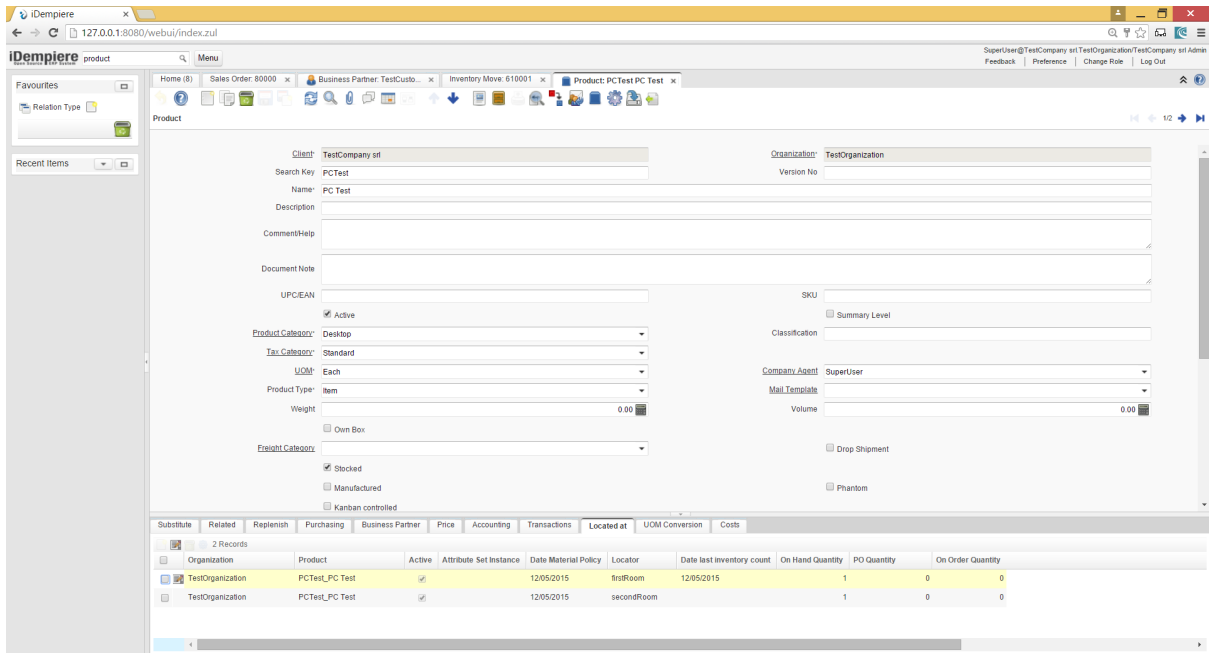 iDempiere
127.0.0.1:8080/webui/index.zul
iDempiere product Menu
SuperUser@TestCompany srl.TestOrganization/TestCompany srl Admin
Feedback | Preference | Change Role | Log Out
Favourites
Relation Type
Recent Items
Home (8) Sales Order: 80000 Business Partner: TestCusto... Inventory Move: 610001 Product: PCTest PC Test
Product 1/2
Client TestCompany srl Organization TestOrganization
Search Key PCTest Version No
Name PC Test
Description
Comment/Help
Document Note
UPC/EAN SKU
Active Summary Level
Product Category Desktop Classification
Tax Category Standard
UOM Each Company Agent SuperUser
Product Type Item Mail Template
Weight 0.00 Volume 0.00
Own Box
Freight Category Drop Shipment
Stocked
Manufactured Phantom
Kanban controlled
Substitute Related Replenish Purchasing Business Partner Price Accounting Transactions Located at UOM Conversion Costs
2 Records
Organization Product Active Attribute Set Instance Date Material Policy Locator Date last inventory count On Hand Quantity PO Quantity On Order Quantity
TestOrganization PCTest_PC Test 12/05/2015 firstRoom 12/05/2015 1 0 0
TestOrganization PCTest_PC Test 12/05/2015 secondRoom 1 0 0